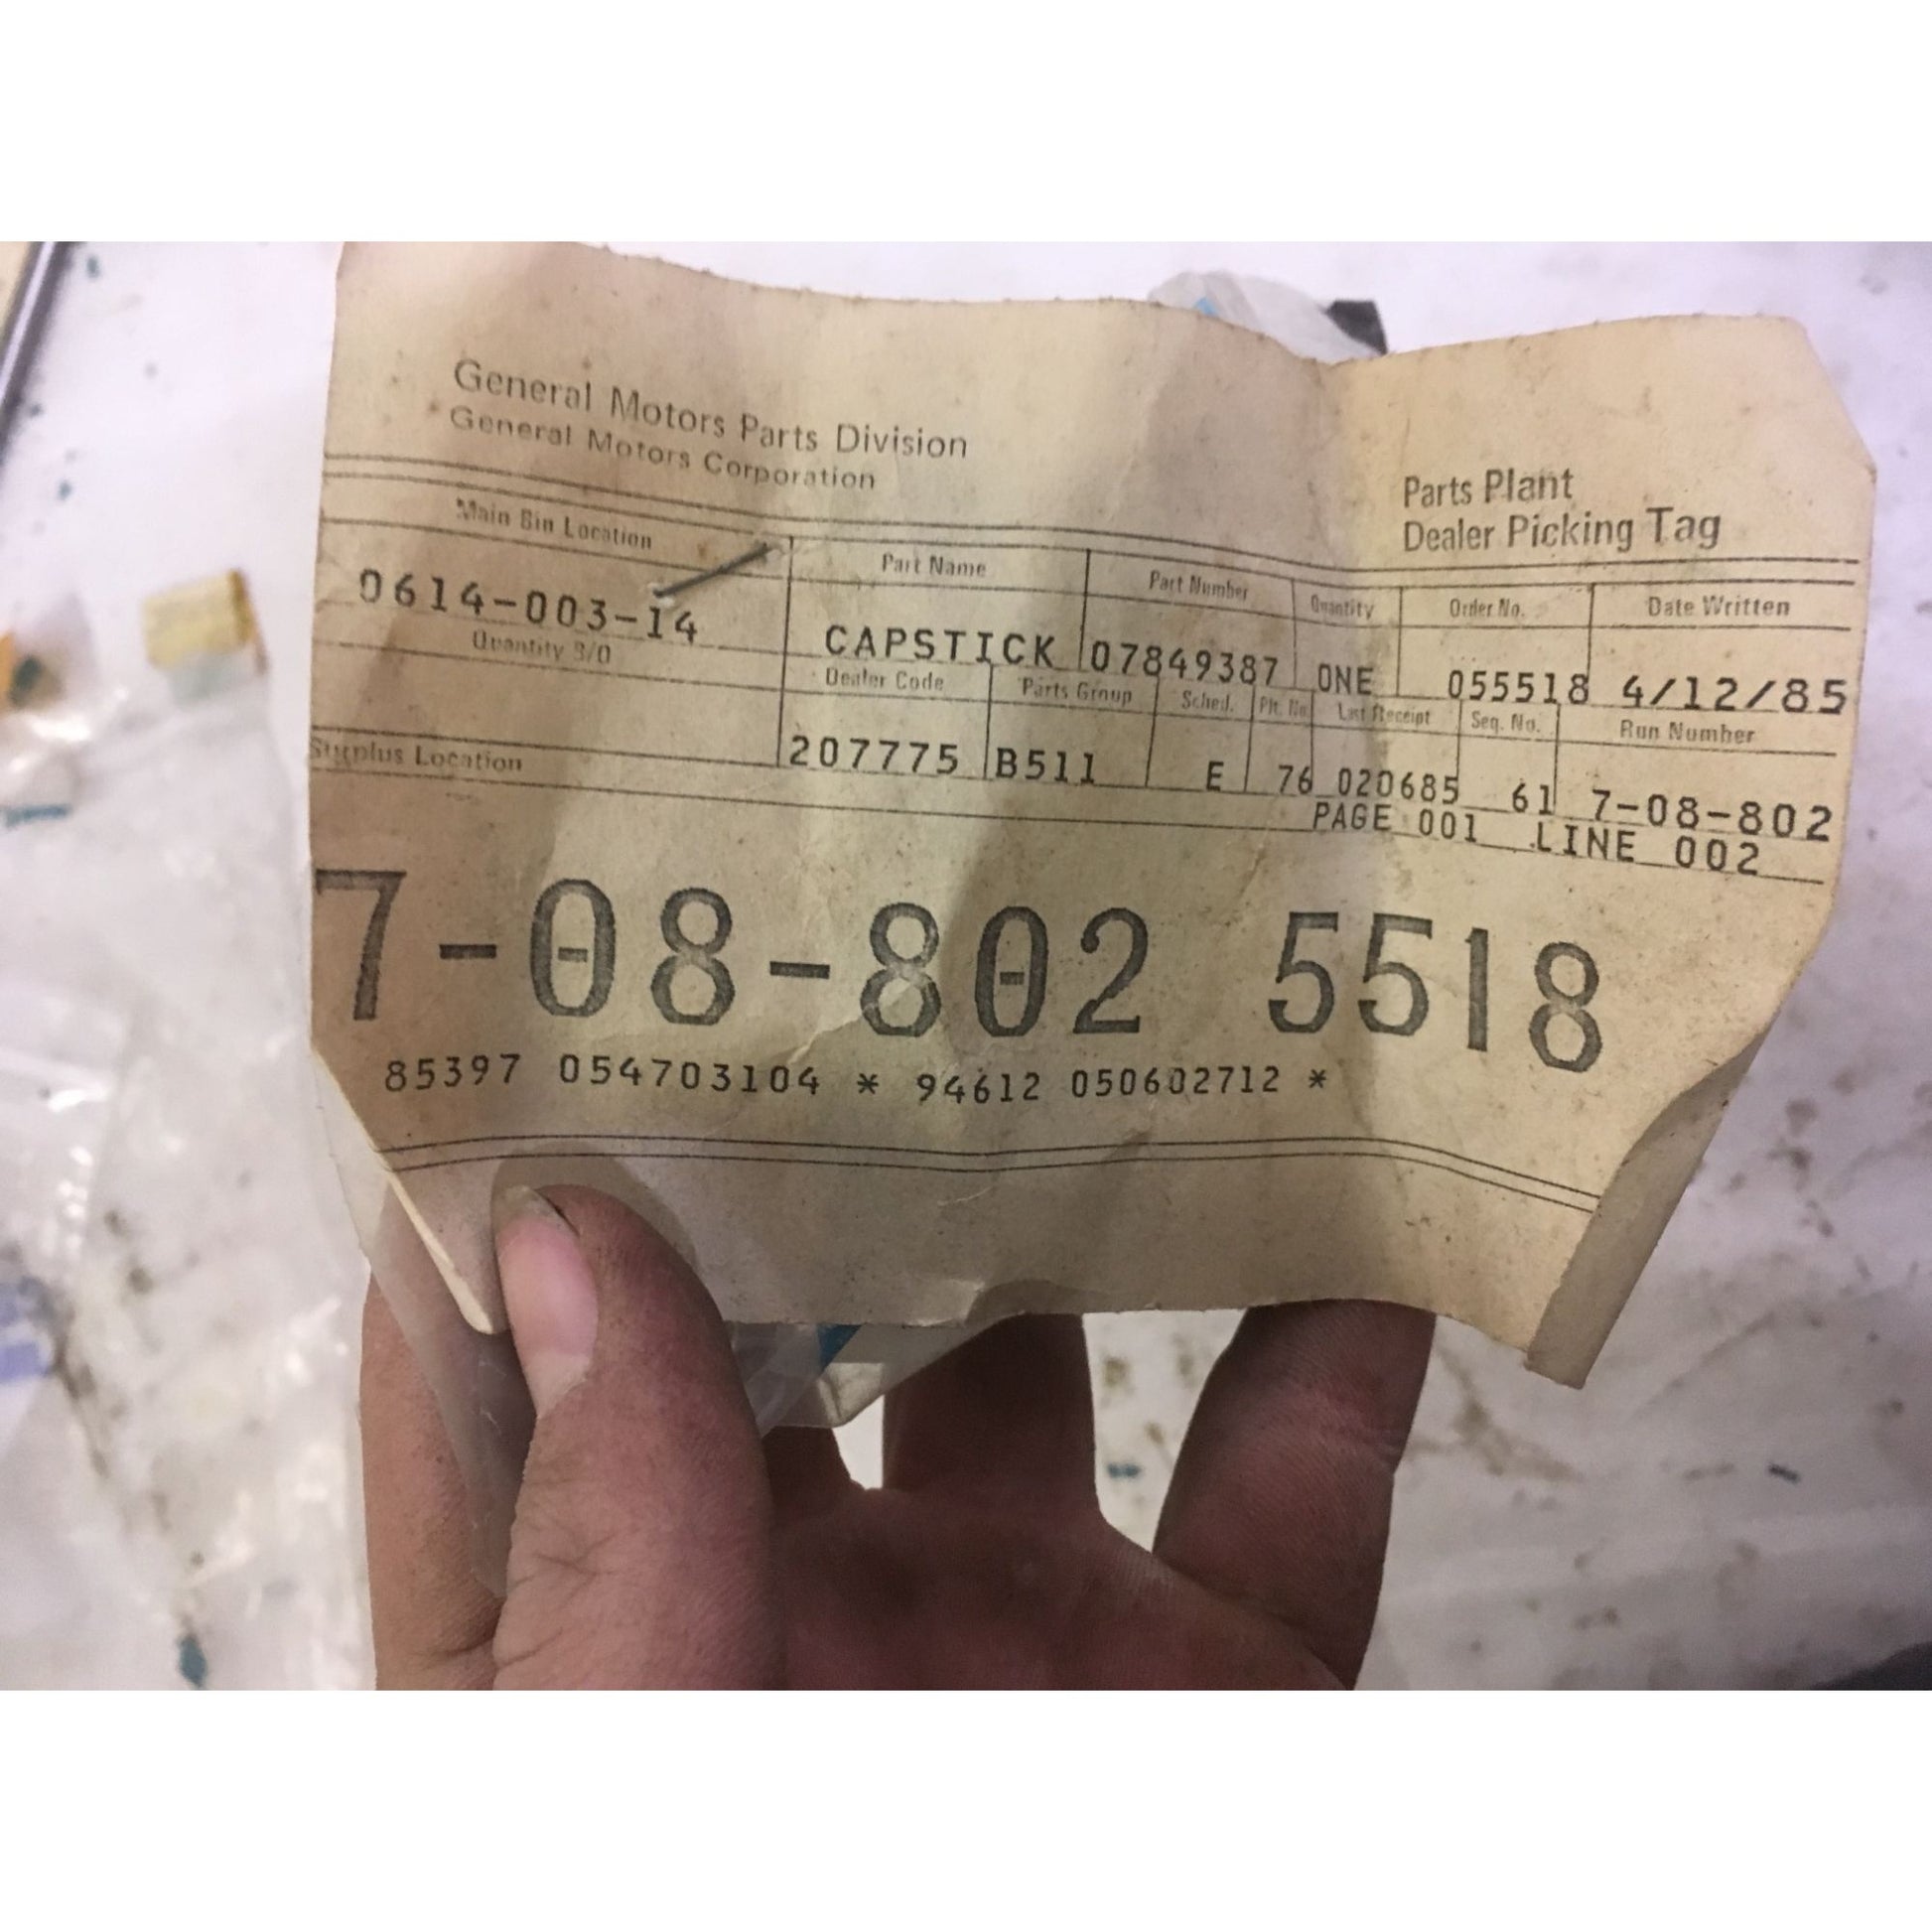 General Motors Parts Division
General Motors Corporation
Parts Plant
Dealer Picking Tag
Main Bin Location Part Name Part Number Quantity Order No. Date Written
0614-003-14 CAPSTICK 07849387 ONE 055518 4/12/85
Quantity B/O Dealer Code Parts Group Sched. Plt. No. Last Receipt Seq. No. Run Number
207775 B511 E 76 020685 61 7-08-802
Surplus Location
PAGE 001 LINE 002
7-08-802 5518
85397 054703104 * 94612 050602712 *